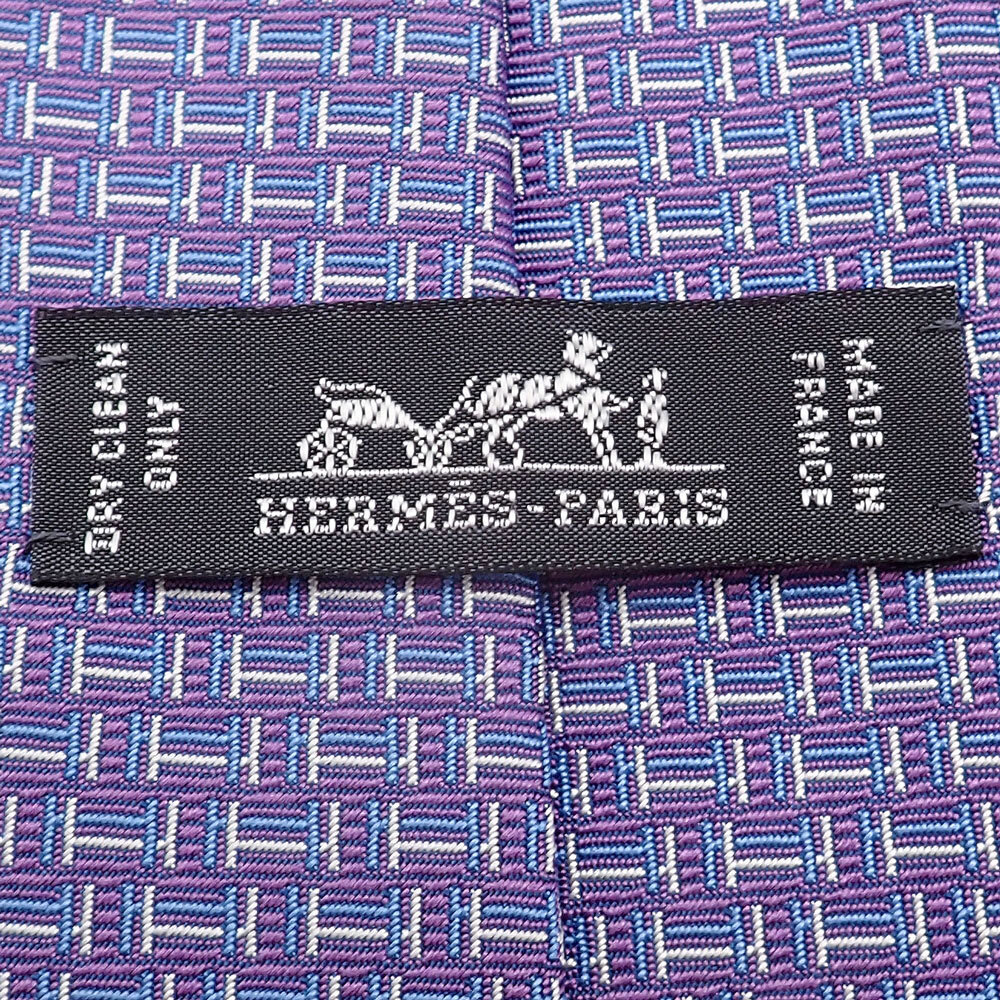 DRY CLEAN
ONLY
HERMÈS-PARIS
MADE IN
FRANCE